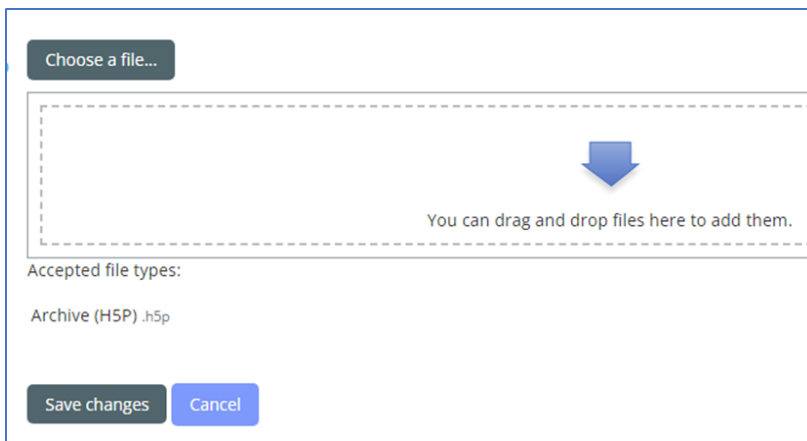 Choose a file...
You can drag and drop files here to add them.
Accepted file types:
Archive (H5P) .h5p
Save changes Cancel